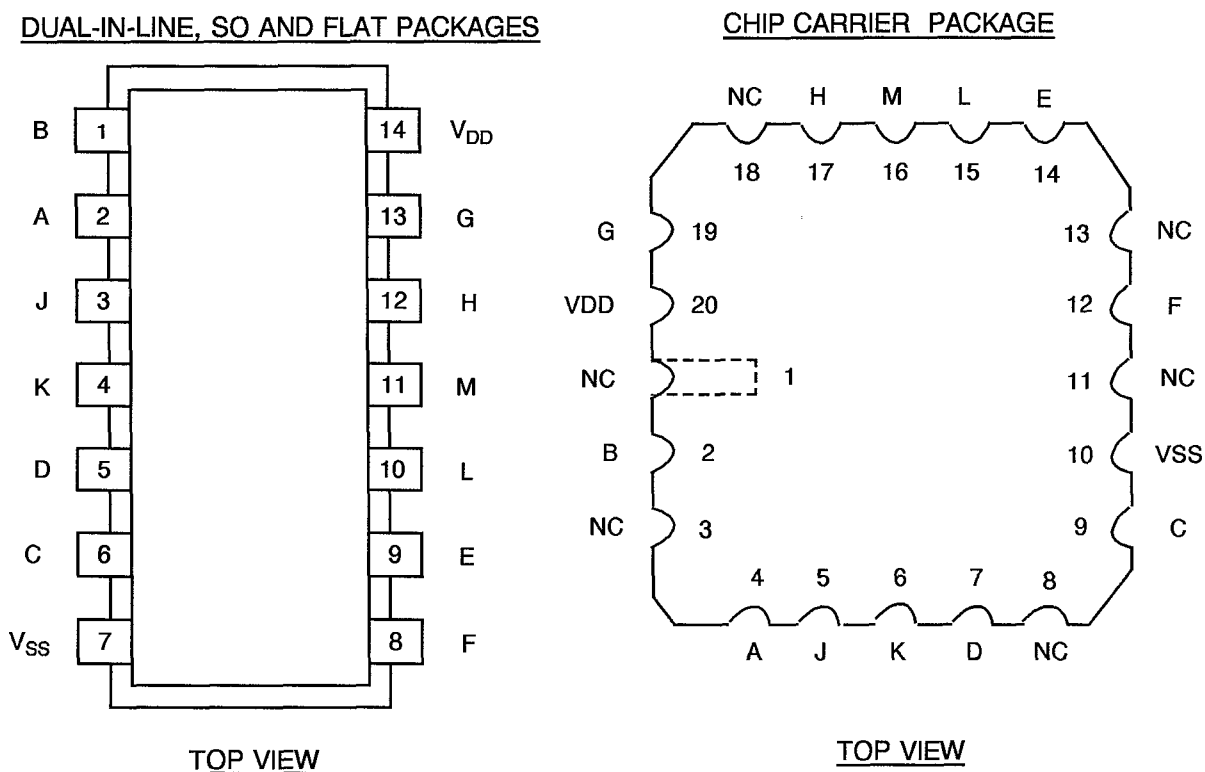 DUAL-IN-LINE, SO AND FLAT PACKAGES
B 1 14 VDD
A 2 13 G
J 3 12 H
K 4 11 M
D 5 10 L
C 6 9 E
VSS 7 8 F
TOP VIEW
CHIP CARRIER PACKAGE
NC H M L E
18 17 16 15 14
G 19 13 NC
VDD 20 12 F
NC 1 11 NC
B 2 10 VSS
NC 3 9 C
4 5 6 7 8
A J K D NC
TOP VIEW